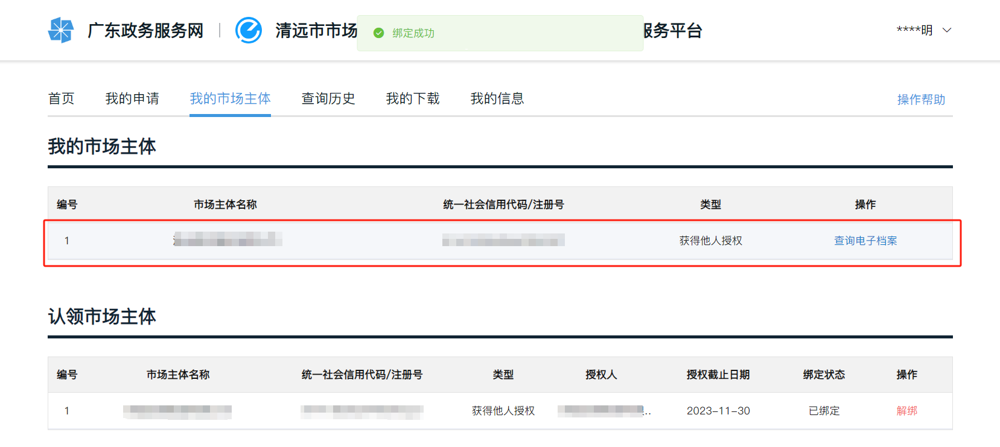 广东政务服务网
清远市市场
服务平台
绑定成功
****明
首页 我的申请 我的市场主体 查询历史 我的下载 我的信息 操作帮助
我的市场主体
编号 市场主体名称 统一社会信用代码/注册号 类型 操作
1 获得他人授权 查询电子档案
认领市场主体
编号 市场主体名称 统一社会信用代码/注册号 类型 授权人 授权截止日期 绑定状态 操作
1 获得他人授权 .. 2023-11-30 已绑定 解绑